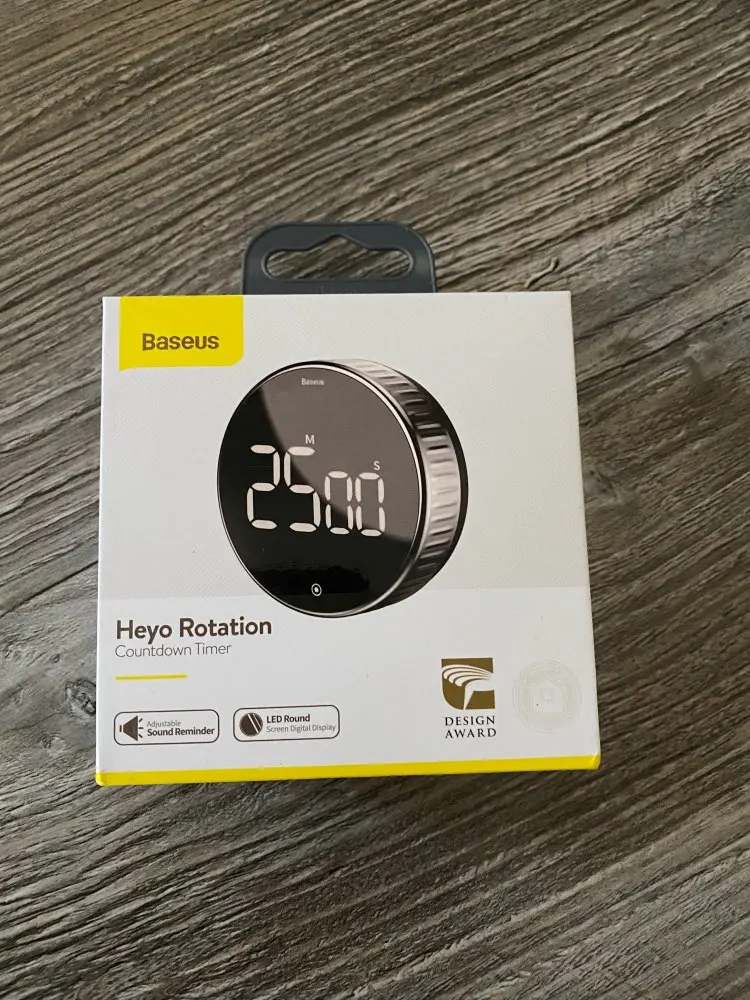 Baseus
Baseus
M
S
25 00
Heyo Rotation
Countdown Timer
Adjustable
Sound Reminder
LED Round
Screen Digital Display
DESIGN
AWARD